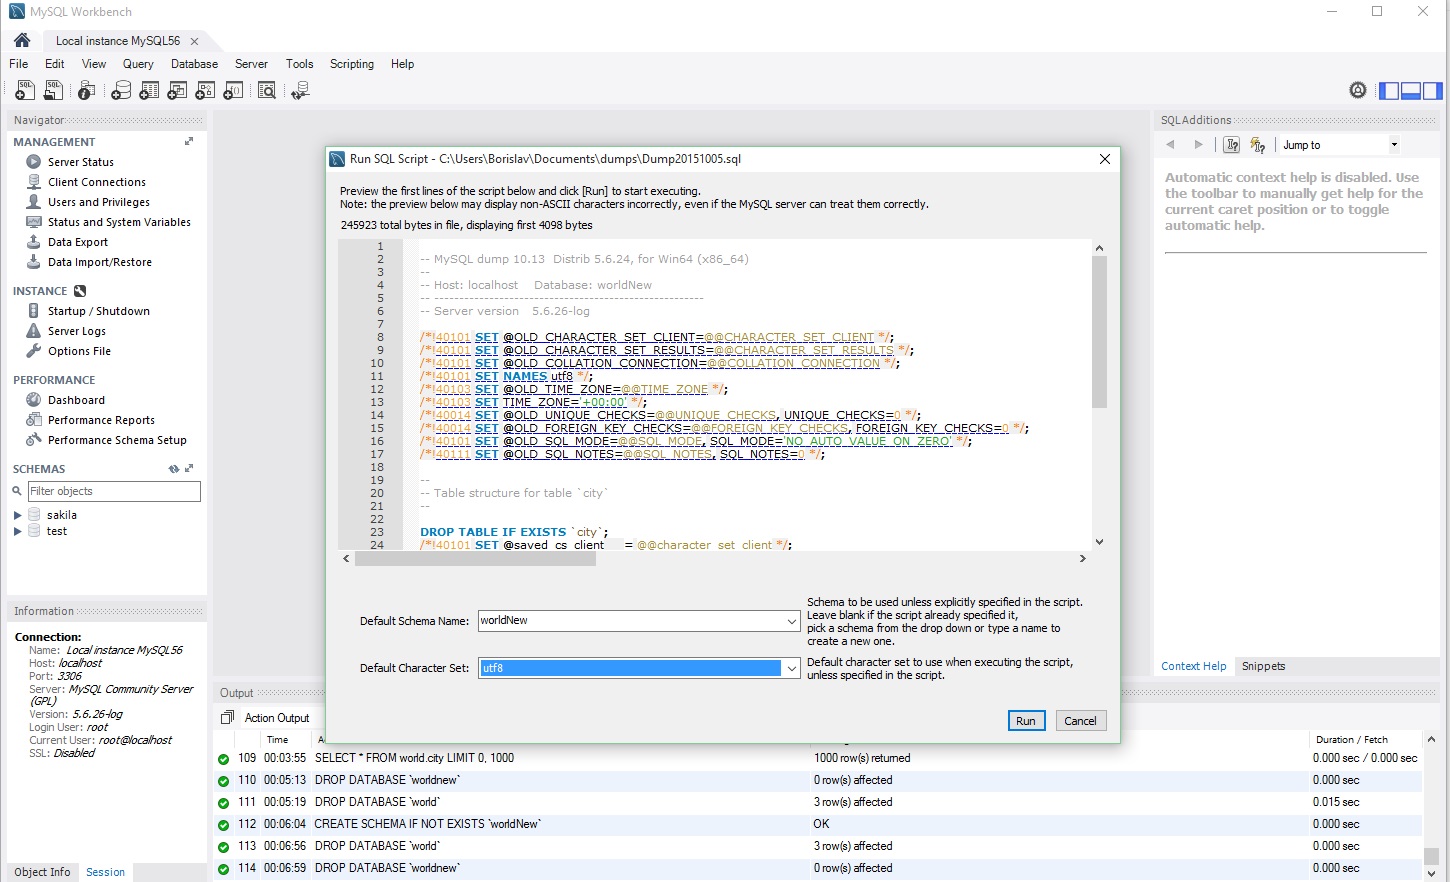 MySQL Workbench
Local instance MySQL56
File Edit View Query Database Server Tools Scripting Help
Navigator
MANAGEMENT
Server Status
Client Connections
Users and Privileges
Status and System Variables
Data Export
Data Import/Restore
INSTANCE
Startup / Shutdown
Server Logs
Options File
PERFORMANCE
Dashboard
Performance Reports
Performance Schema Setup
SCHEMAS
Filter objects
sakila
test
Information
Connection:
Name: Local instance MySQL56
Host: localhost
Port: 3306
Server: MySQL Community Server
(GPL)
Version: 5.6.26-log
Login User: root
Current User: root@localhost
SSL: Disabled
Object Info Session
Run SQL Script - C:\Users\Borislav\Documents\dumps\Dump20151005.sql
Preview the first lines of the script below and click [Run] to start executing.
Note: the preview below may display non-ASCII characters incorrectly, even if the MySQL server can treat them correctly.
245923 total bytes in file, displaying first 4098 bytes
1
2 -- MySQL dump 10.13 Distrib 5.6.24, for Win64 (x86_64)
3 --
4 -- Host: localhost Database: worldNew
5 -- ------------------------------------------------------
6 -- Server version 5.6.26-log
7
8 /*!40101 SET @OLD_CHARACTER_SET_CLIENT=@@CHARACTER_SET_CLIENT */;
9 /*!40101 SET @OLD_CHARACTER_SET_RESULTS=@@CHARACTER_SET_RESULTS */;
10 /*!40101 SET @OLD_COLLATION_CONNECTION=@@COLLATION_CONNECTION */;
11 /*!40101 SET NAMES utf8 */;
12 /*!40103 SET @OLD_TIME_ZONE=@@TIME_ZONE */;
13 /*!40103 SET TIME_ZONE='+00:00' */;
14 /*!40014 SET @OLD_UNIQUE_CHECKS=@@UNIQUE_CHECKS, UNIQUE_CHECKS=0 */;
15 /*!40014 SET @OLD_FOREIGN_KEY_CHECKS=@@FOREIGN_KEY_CHECKS, FOREIGN_KEY_CHECKS=0 */;
16 /*!40101 SET @OLD_SQL_MODE=@@SQL_MODE, SQL_MODE='NO_AUTO_VALUE_ON_ZERO' */;
17 /*!40111 SET @OLD_SQL_NOTES=@@SQL_NOTES, SQL_NOTES=0 */;
18
19 --
20 -- Table structure for table `city`
21 --
22
23 DROP TABLE IF EXISTS `city`;
24 /*!40101 SET @saved_cs_client = @@character_set_client */;
Default Schema Name: worldNew
Schema to be used unless explicitly specified in the script.
Leave blank if the script already specified it,
pick a schema from the drop down or type a name to
create a new one.
Default Character Set: utf8
Default character set to use when executing the script,
unless specified in the script.
Run Cancel
SQLAdditions
Jump to
Automatic context help is disabled. Use
the toolbar to manually get help for the
current caret position or to toggle
automatic help.
Context Help Snippets
Output
Action Output
Time Duration / Fetch
109 00:03:55 SELECT * FROM world.city LIMIT 0, 1000 1000 row(s) returned 0.000 sec / 0.000 sec
110 00:05:13 DROP DATABASE `worldnew` 0 row(s) affected 0.000 sec
111 00:05:19 DROP DATABASE `world` 3 row(s) affected 0.015 sec
112 00:06:04 CREATE SCHEMA IF NOT EXISTS `worldNew` OK 0.000 sec
113 00:06:56 DROP DATABASE `world` 3 row(s) affected 0.000 sec
114 00:06:59 DROP DATABASE `worldnew` 0 row(s) affected 0.000 sec